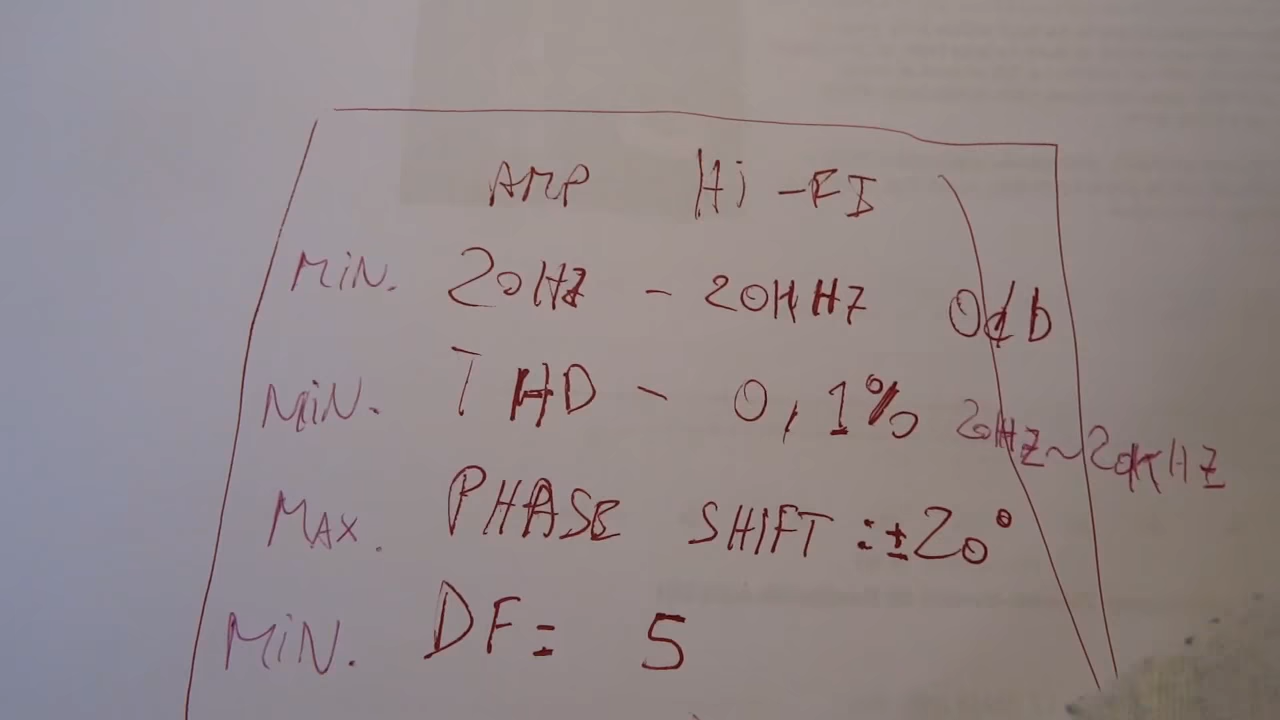 AMP Hi-FI
MiN. 20HZ - 20KHZ 0db
MiN. THD - 0,1% 20HZ~20KHZ
MAX. PHASE SHIFT :±20°
MiN. DF= 5